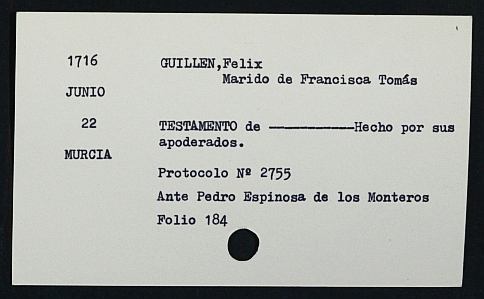 1716
GUILLEN,Felix
Marido de Francisca Tomás
JUNIO
22
TESTAMENTO de ------------Hecho por sus
apoderados.
MURCIA
Protocolo Nº 2755
Ante Pedro Espinosa de los Monteros
Folio 184